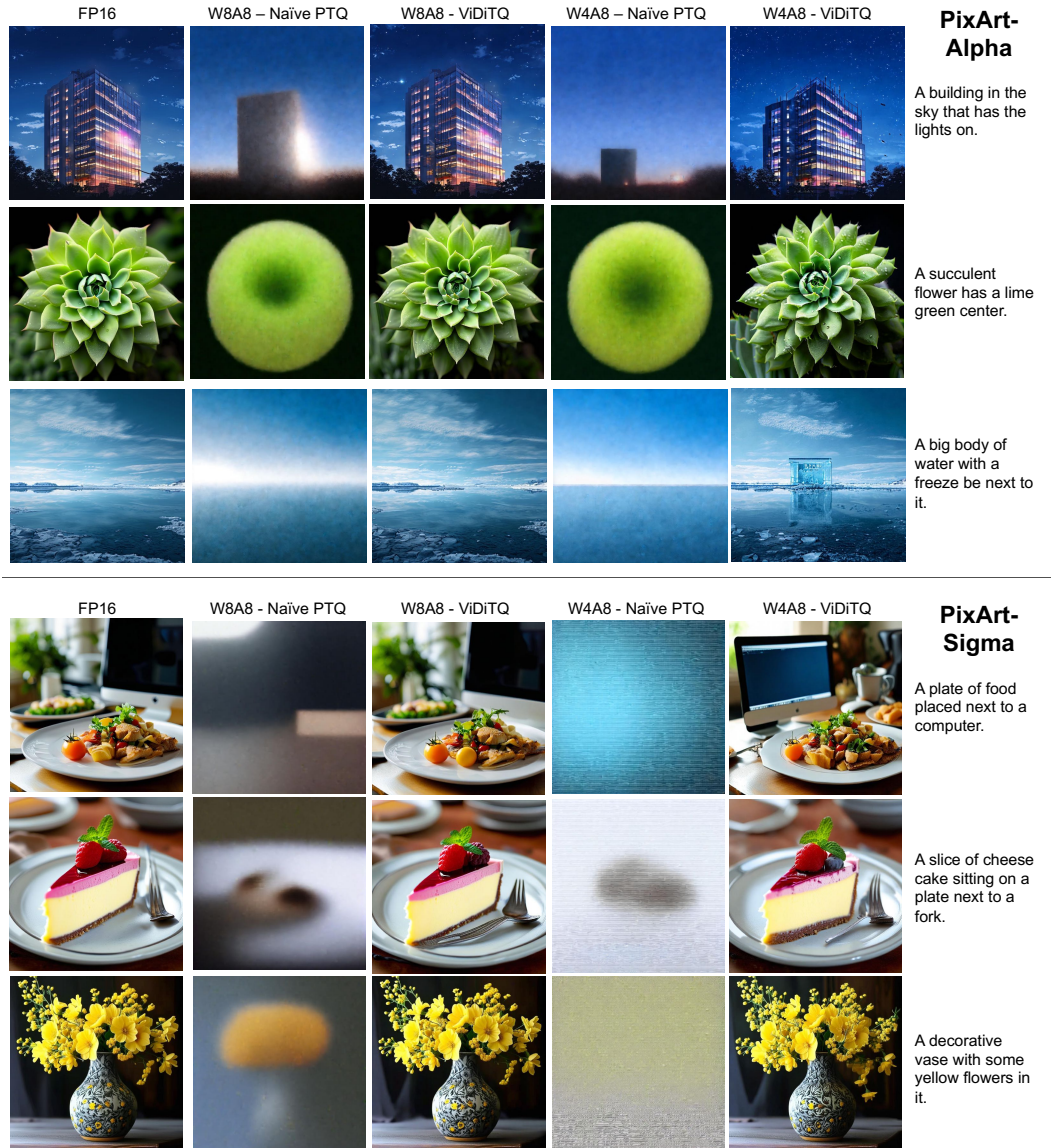 FP16
W8A8 – Naïve PTQ
W8A8 - ViDiTQ
W4A8 – Naïve PTQ
W4A8 - ViDiTQ
PixArt-
Alpha
A building in the
sky that has the
lights on.
A succulent
flower has a lime
green center.
A big body of
water with a
freeze be next to
it.
FP16
W8A8 - Naïve PTQ
W8A8 - ViDiTQ
W4A8 - Naïve PTQ
W4A8 - ViDiTQ
PixArt-
Sigma
A plate of food
placed next to a
computer.
A slice of cheese
cake sitting on a
plate next to a
fork.
A decorative
vase with some
yellow flowers in
it.